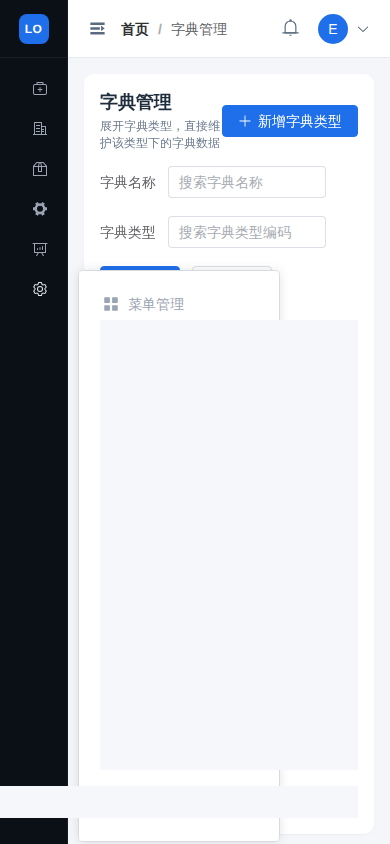 LO
首页 / 字典管理
E
字典管理
展开字典类型，直接维
护该类型下的字典数据
新增字典类型
字典名称
搜索字典名称
字典类型
搜索字典类型编码
菜单管理